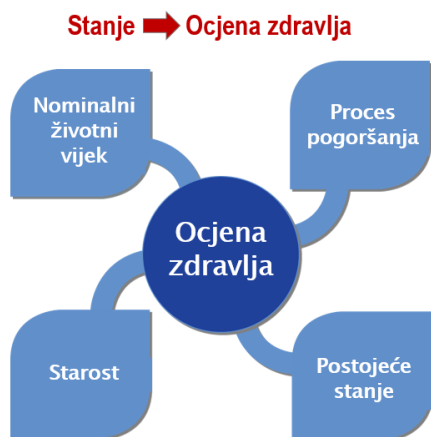 Stanje ➡ Ocjena zdravlja
Nominalni
životni
vijek
Proces
pogoršanja
Ocjena
zdravlja
Starost
Postojeće
stanje